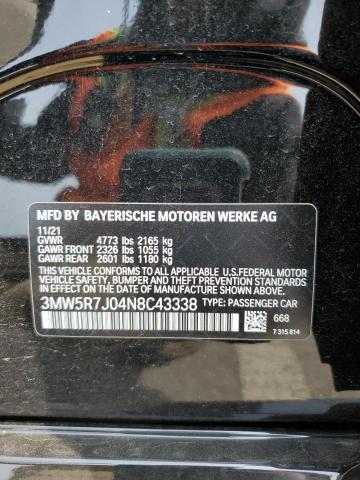 MFD BY BAYERISCHE MOTOREN WERKE AG
11/21
GVWR 4773 lbs 2165 kg
GAWR FRONT 2326 lbs 1055 kg
GAWR REAR 2601 lbs 1180 kg
THIS VEHICLE CONFORMS TO ALL APPLICABLE U.S.FEDERAL MOTOR
VEHICLE SAFETY, BUMPER, AND THEFT PREVENTION STANDARDS IN
EFFECT ON THE DATE OF MANUFACTURE SHOWN ABOVE.
3MW5R7J04N8C43338 TYPE: PASSENGER CAR
668
7 315 814